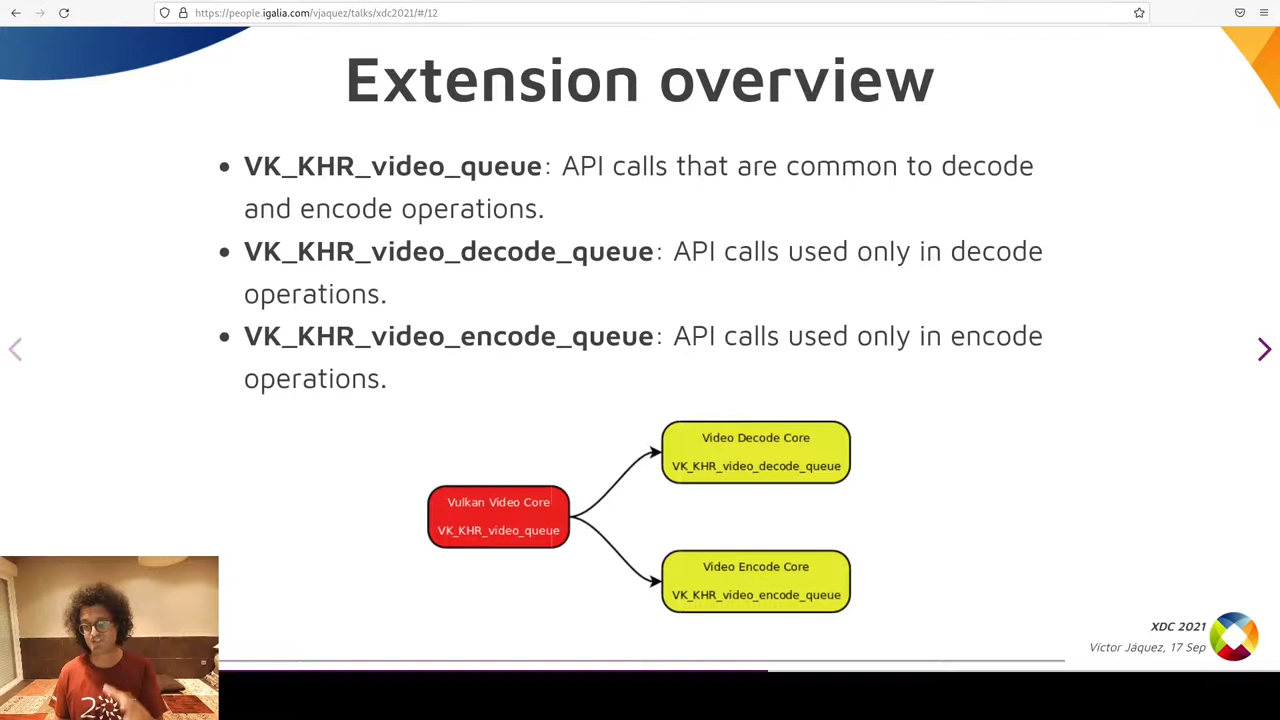 https://people.igalia.com/vjaquez/talks/xdc2021/#/12
Extension overview
• VK_KHR_video_queue: API calls that are common to decode
and encode operations.
• VK_KHR_video_decode_queue: API calls used only in decode
operations.
• VK_KHR_video_encode_queue: API calls used only in encode
operations.
Video Decode Core
VK_KHR_video_decode_queue
Vulkan Video Core
VK_KHR_video_queue
Video Encode Core
VK_KHR_video_encode_queue
XDC 2021
Víctor Jáquez, 17 Sep
20